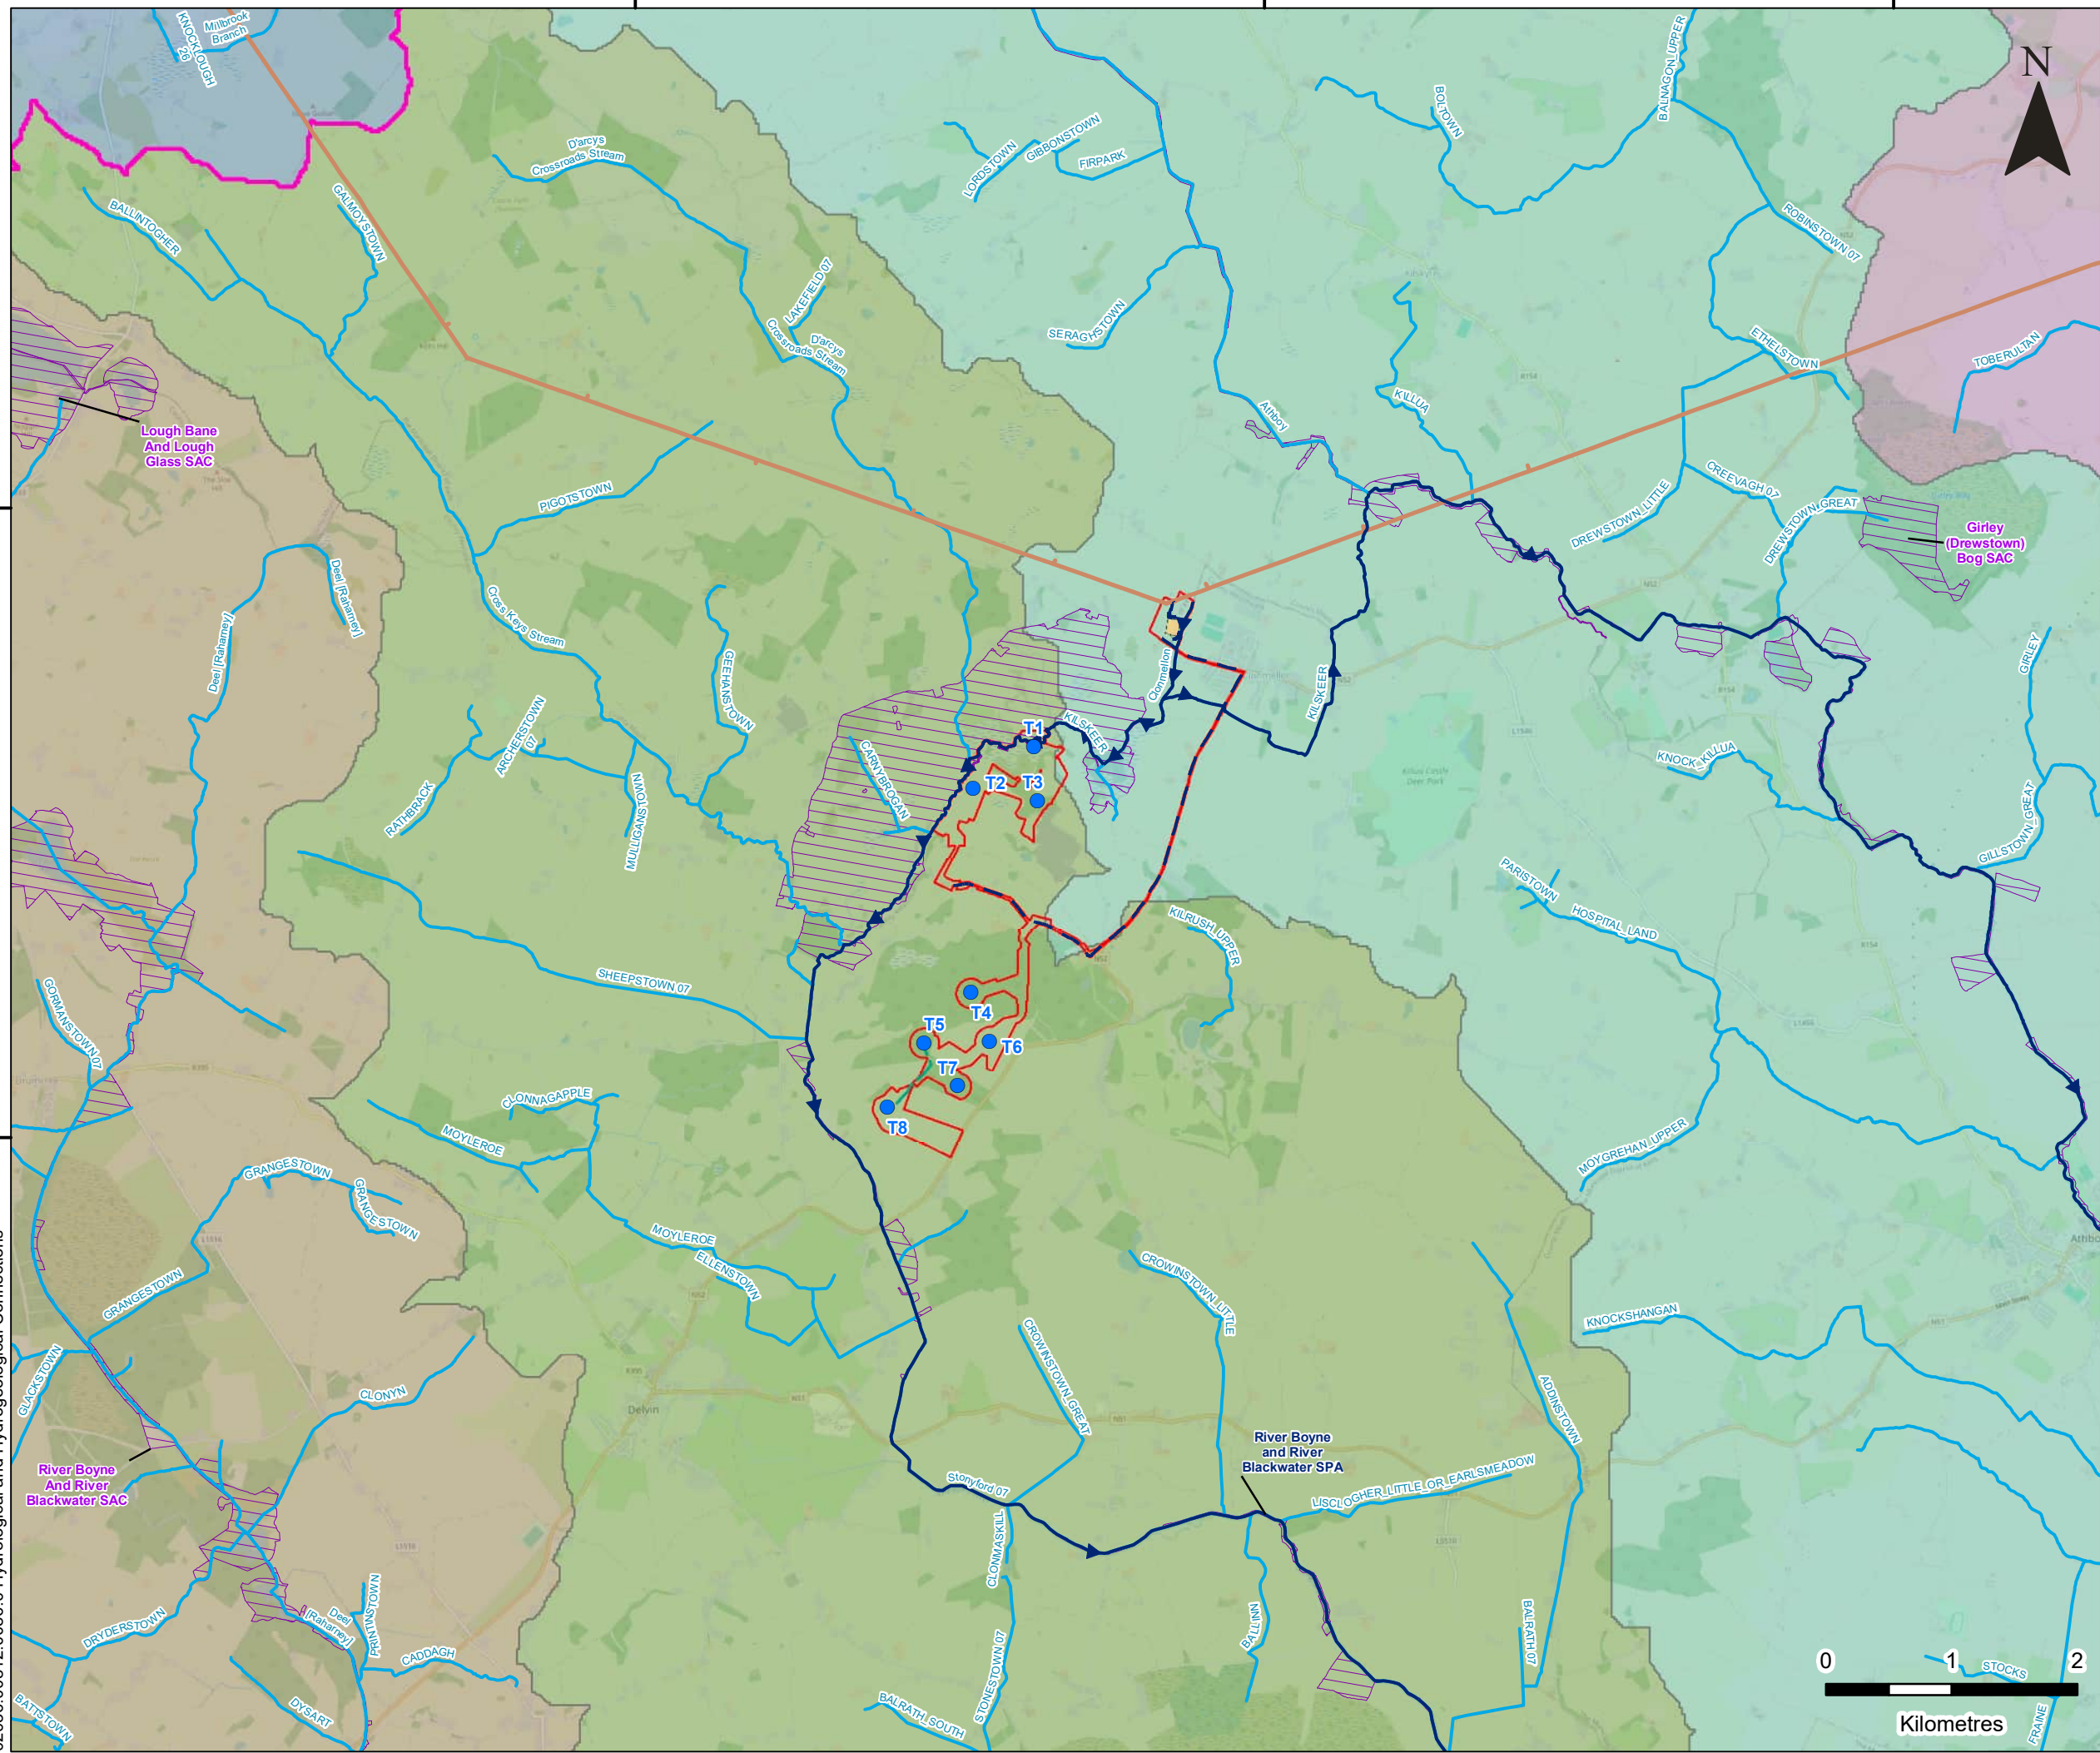 KNOCKLOUGH
26
Millbrook
Branch
BALLINTOGHER
GALMOYSTOWN
D'arcys
Crossroads Stream
LORDSTOWN
GIBBONSTOWN
FIRPARK
BOLTOWN
BALNAGON_UPPER
N
ROBINSTOWN 07
LAKEFIELD 07
D'arcys
Crossroads Stream
SERAGHSTOWN
ETHELSTOWN
TOBERULTAN
Lough Bane
And Lough
Glass SAC
Athboy
KILLUA
PIGOTSTOWN
DREWSTOWN_LITTLE
CREEVAGH 07
DREWSTOWN_GREAT
Girley
(Drewstown)
Bog SAC
Deel [Raharney]
Deel [Raharney]
Cross Keys Stream
GEEHANSTOWN
Clonmellon
KILSKEER
KILSKEER
GIRLEY
ARCHERSTOWN
07
RATHBRACK
MULLIGANSTOWN
CARNYBROGAN
T1
T2
T3
KNOCK_KILLUA
GILLSTOWN_GREAT
PARISTOWN
HOSPITAL_LAND
KILRUSH_UPPER
SHEEPSTOWN 07
GORMANSTOWN 07
T4
T5
T6
T7
T8
CLONNAGAPPLE
MOYLEROE
MOYGREHAN_UPPER
GRANGESTOWN
GRANGESTOWN
GRANGESTOWN
MOYLEROE
ELLENSTOWN
CROWINSTOWN_LITTLE
CROWINSTOWN_GREAT
KNOCKSHANGAN
Athbo
GLACKSTOWN
CLONYN
Delvin
ADDINSTOWN
River Boyne
And River
Blackwater SAC
River Boyne
and River
Blackwater SPA
Stonyford 07
LISCLOGHER_LITTLE_OR_EARLSMEADOW
CLONMASKILL
DRYDERSTOWN
Deel
[Raharney]
PRINTINSTOWN
CADDAGH
BALLINN
BALRATH 07
STONESTOWN 07
BALRATH_SOUTH
BATTSTOWN
DYSART
STOCKS
FRAINE
0 1 2
Kilometres